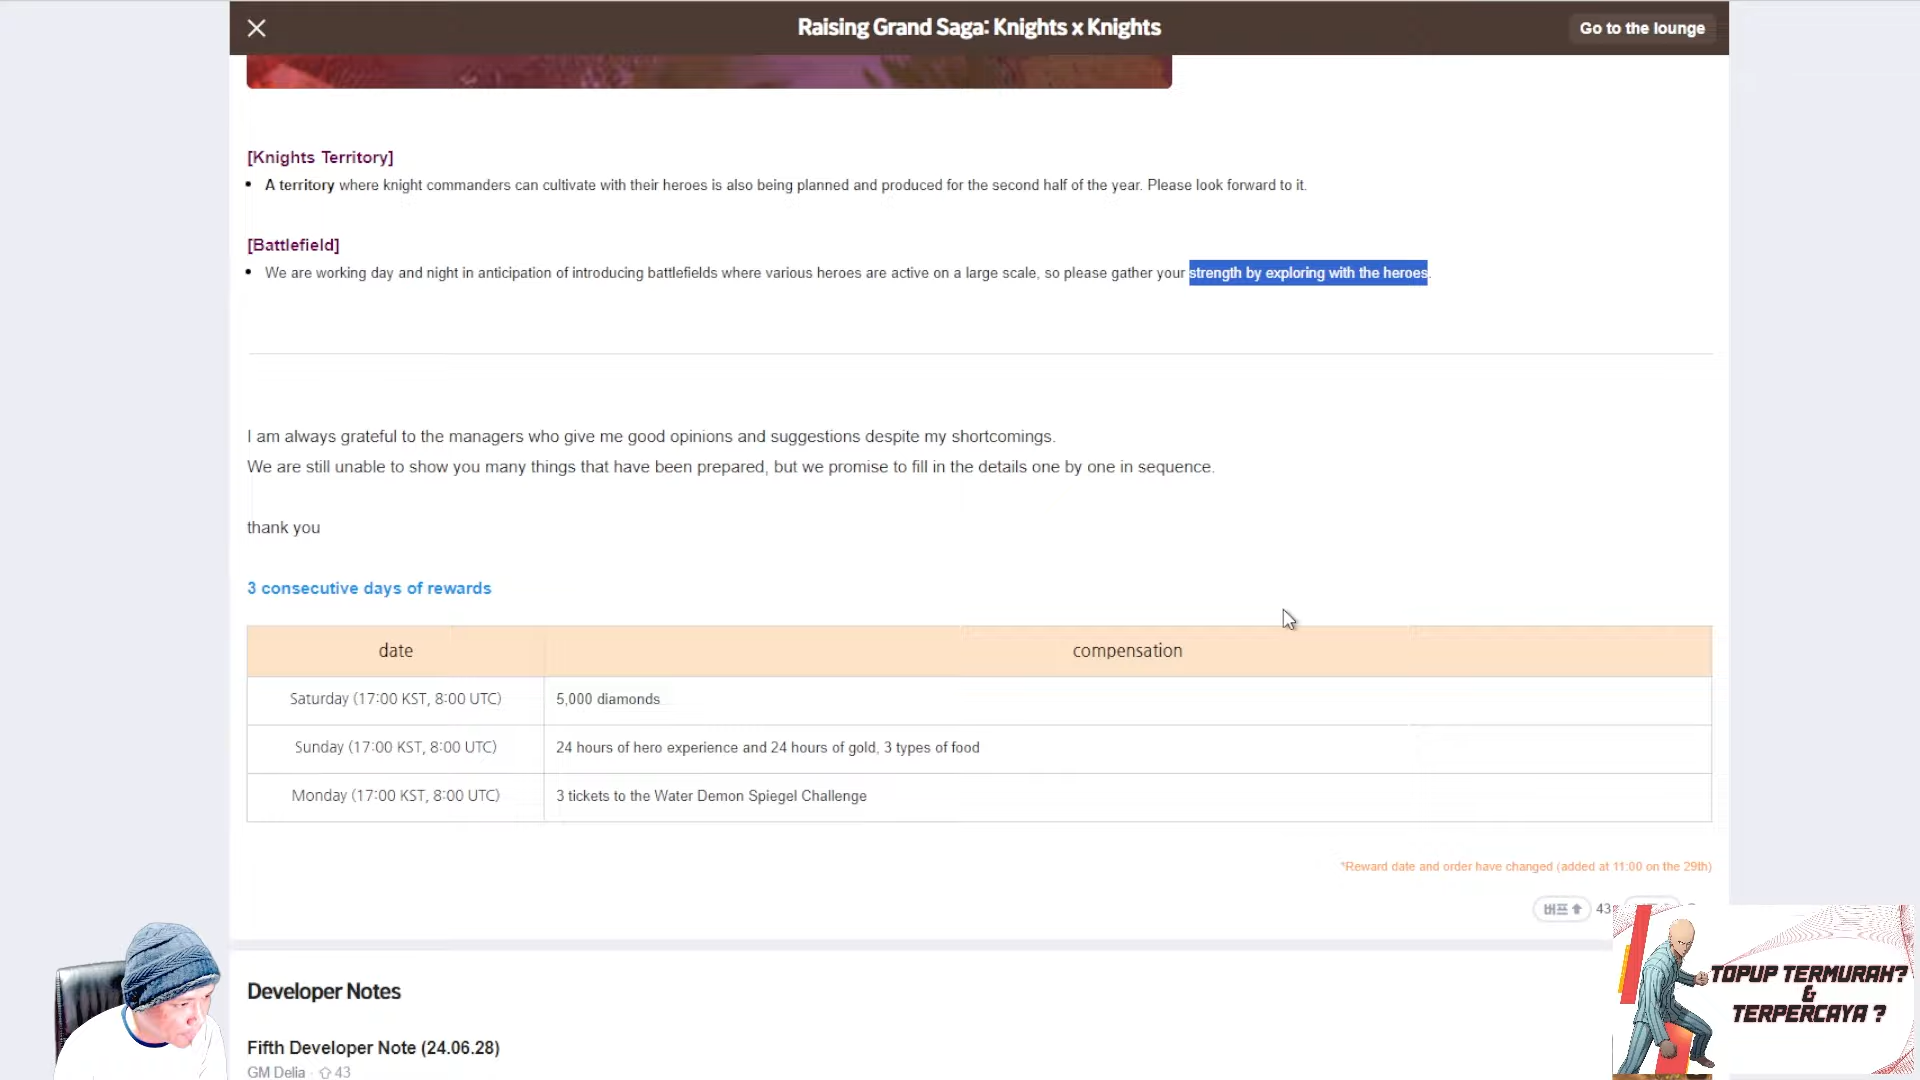 Raising Grand Saga: Knights x Knights
Go to the lounge
[Knights Territory]
A territory where knight commanders can cultivate with their heroes is also being planned and produced for the second half of the year. Please look forward to it.
[Battlefield]
We are working day and night in anticipation of introducing battlefields where various heroes are active on a large scale, so please gather your strength by exploring with the heroes.
I am always grateful to the managers who give me good opinions and suggestions despite my shortcomings.
We are still unable to show you many things that have been prepared, but we promise to fill in the details one by one in sequence.
thank you
3 consecutive days of rewards
date compensation
Saturday (17:00 KST, 8:00 UTC) 5,000 diamonds
Sunday (17:00 KST, 8:00 UTC) 24 hours of hero experience and 24 hours of gold, 3 types of food
Monday (17:00 KST, 8:00 UTC) 3 tickets to the Water Demon Spiegel Challenge
*Reward date and order have changed (added at 11:00 on the 29th)
버프 43
Developer Notes
Fifth Developer Note (24.06.28)
GM Delia · 43
TOPUP TERMURAH?
&
TERPERCAYA ?